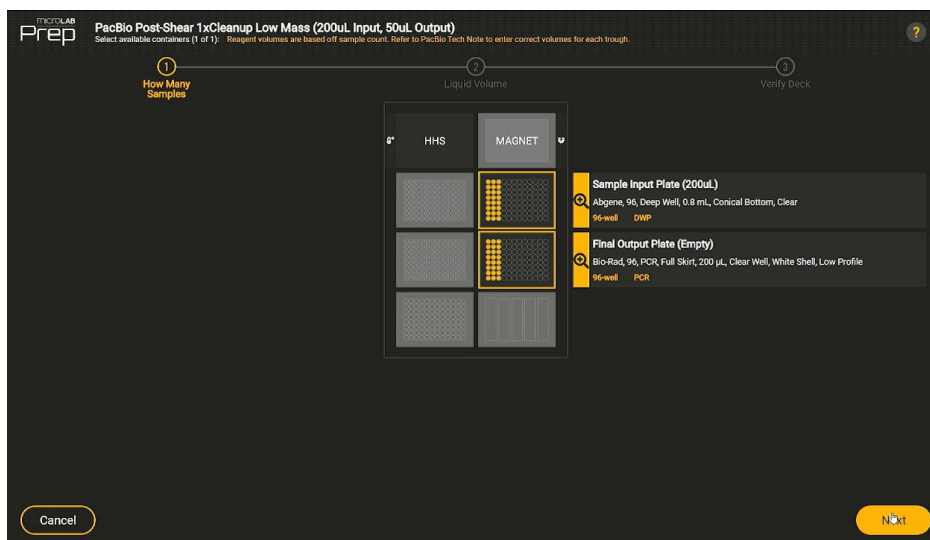 microLAB
Prep
PacBio Post-Shear 1xCleanup Low Mass (200uL Input, 50uL Output)
Select available containers (1 of 1): Reagent volumes are based off sample count. Refer to PacBio Tech Note to enter correct volumes for each trough.
?
1
2
3
How Many
Samples
Liquid Volume
Verify Deck
HHS
MAGNET
Sample Input Plate (200uL)
Abgene, 96, Deep Well, 0.8 mL, Conical Bottom, Clear
96-well DWP
Final Output Plate (Empty)
Bio-Rad, 96, PCR, Full Skirt, 200 µL, Clear Well, White Shell, Low Profile
96-well PCR
Cancel
Next